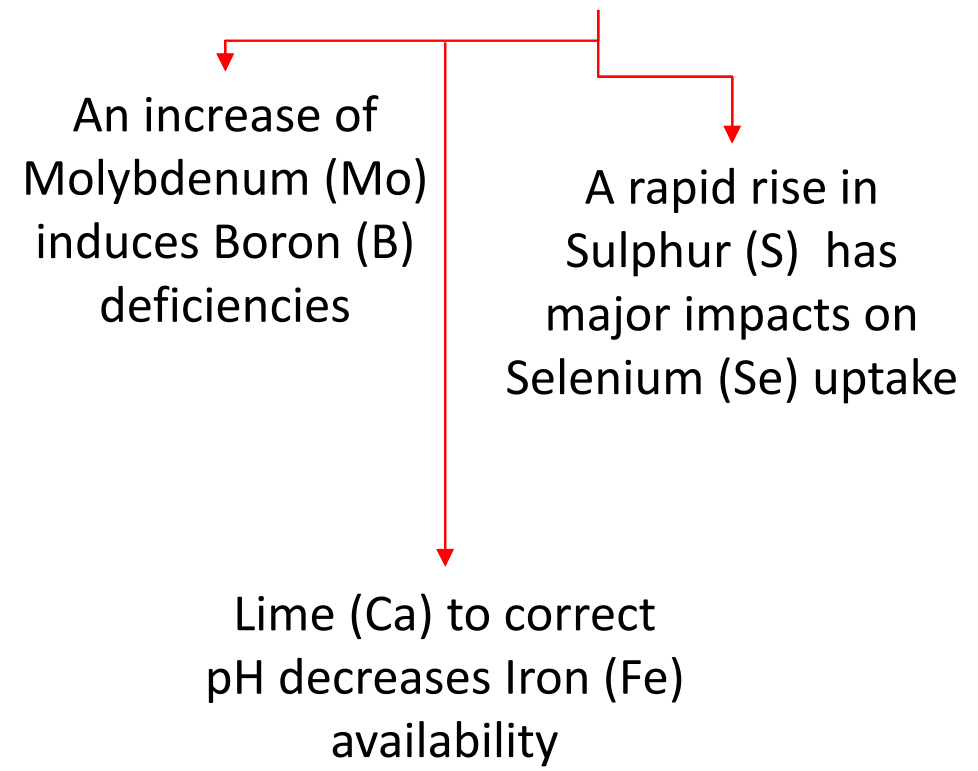 An increase of
Molybdenum (Mo)
induces Boron (B)
deficiencies
A rapid rise in
Sulphur (S)  has
major impacts on
Selenium (Se) uptake
Lime (Ca) to correct
pH decreases Iron (Fe)
availability